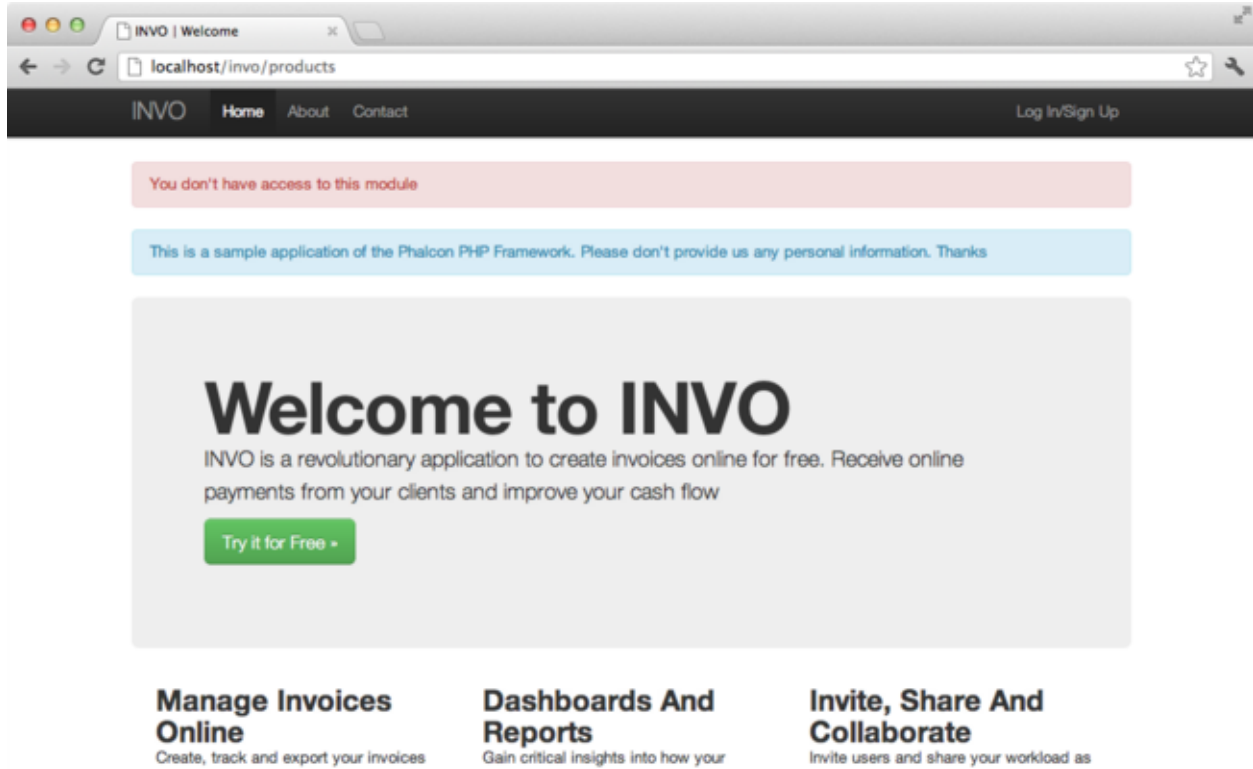 INVO | Welcome
localhost/invo/products
INVO Home About Contact Log In/Sign Up
You don't have access to this module
This is a sample application of the Phalcon PHP Framework. Please don't provide us any personal information. Thanks
Welcome to INVO
INVO is a revolutionary application to create invoices online for free. Receive online
payments from your clients and improve your cash flow
Try it for Free »
Manage Invoices
Online
Create, track and export your invoices
Dashboards And
Reports
Gain critical insights into how your
Invite, Share And
Collaborate
Invite users and share your workload as